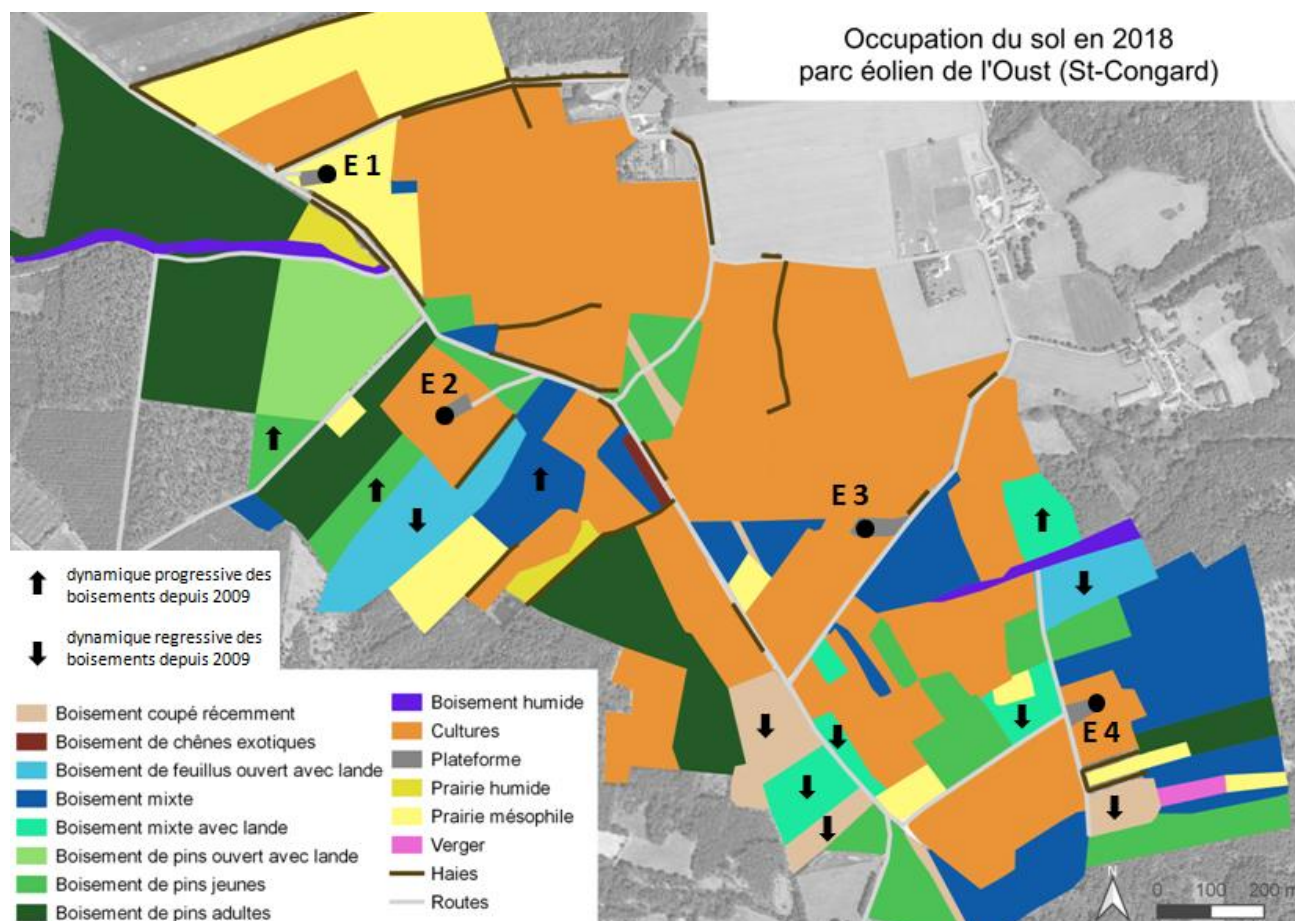 Occupation du sol en 2018
parc éolien de l'Oust (St-Congard)
E 1
E 2
E 3
E 4
dynamique progressive des
boisements depuis 2009
dynamique regressive des
boisements depuis 2009
Boisement coupé récemment
Boisement de chênes exotiques
Boisement de feuillus ouvert avec lande
Boisement mixte
Boisement mixte avec lande
Boisement de pins ouvert avec lande
Boisement de pins jeunes
Boisement de pins adultes
Boisement humide
Cultures
Plateforme
Prairie humide
Prairie mésophile
Verger
Haies
Routes
N
0 100 200 m